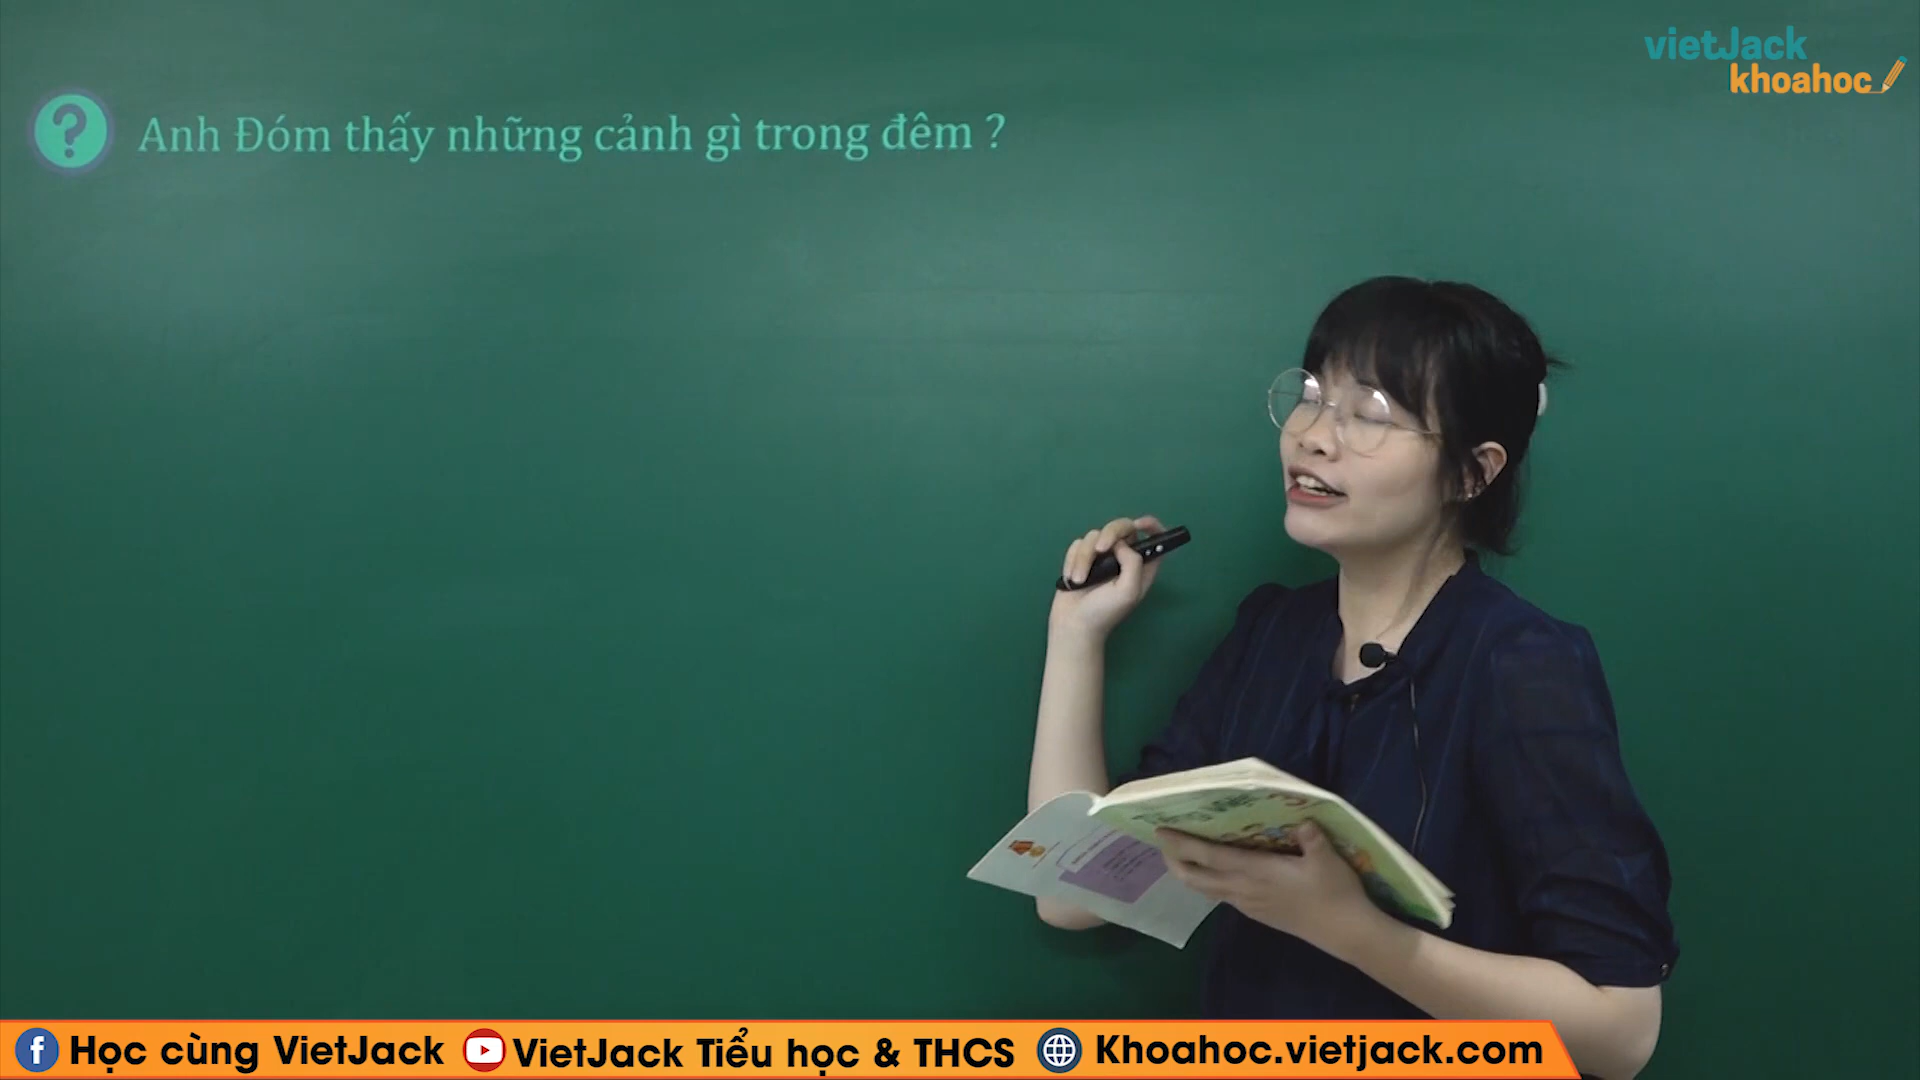 vietJack
khoahoc
Anh Đóm thấy những cảnh gì trong đêm ?
Học cùng VietJack
VietJack Tiểu học & THCS
Khoahoc.vietjack.com